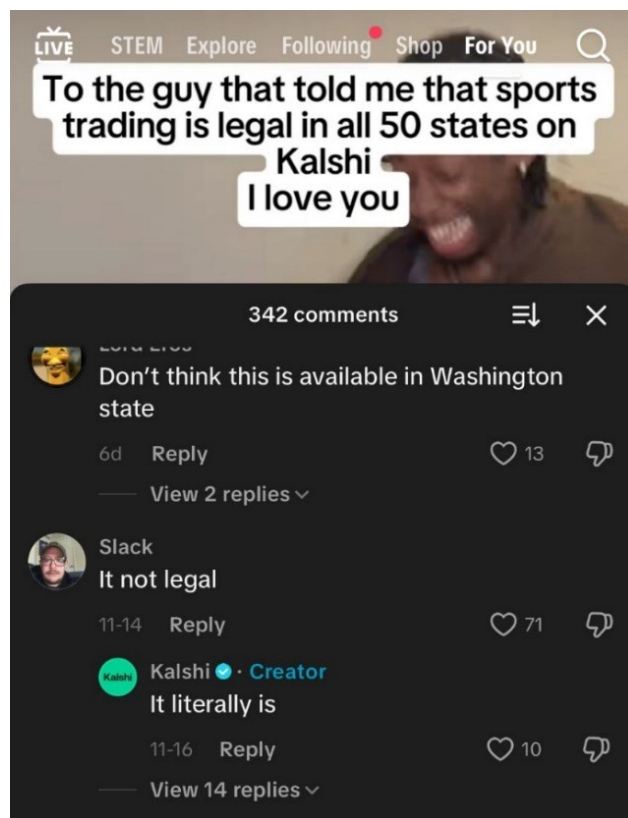 LIVE STEM Explore Following Shop For You
To the guy that told me that sports
trading is legal in all 50 states on
Kalshi
I love you
342 comments
Don't think this is available in Washington
state
6d Reply 13
View 2 replies
Slack
It not legal
11-14 Reply 71
Kalshi
Kalshi · Creator
It literally is
11-16 Reply 10
View 14 replies